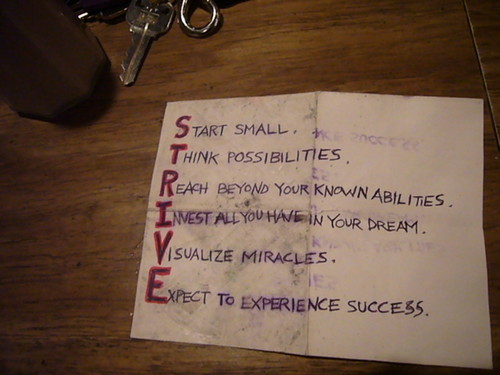 START SMALL.
THINK POSSIBILITIES.
REACH BEYOND YOUR KNOWN ABILITIES.
INVEST ALL YOU HAVE IN YOUR DREAM.
VISUALIZE MIRACLES.
EXPECT TO EXPERIENCE SUCCESS.